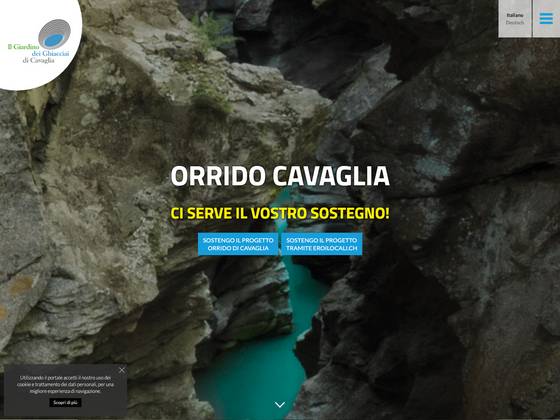 Il Giardino
dei Ghiacciai
di Cavaglia
Italiano
Deutsch
ORRIDO CAVAGLIA
CI SERVE IL VOSTRO SOSTEGNO!
SOSTENGO IL PROGETTO
ORRIDO DI CAVAGLIA
SOSTENGO IL PROGETTO
TRAMITE EROILOCALI.CH
Utilizzando il portale accetti il nostro uso dei
cookie e trattamento dei dati personali, per una
migliore esperienza di navigazione.
Scopri di più